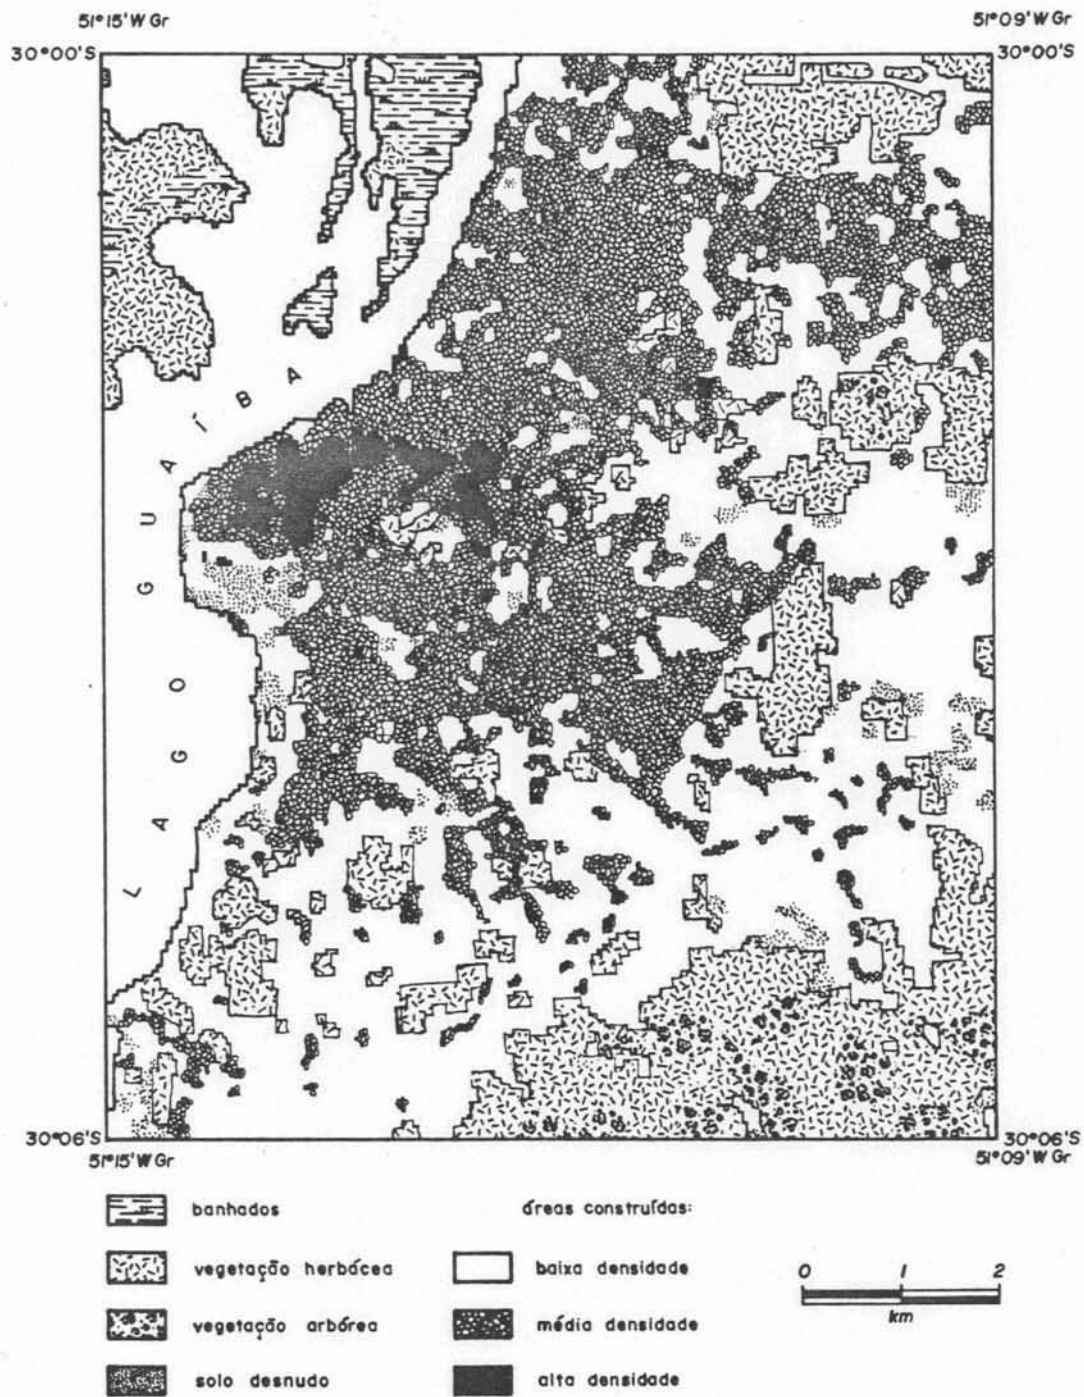 51°15'W Gr
51°09'W Gr
30°00'S
30°00'S
LAGO GUAÍBA
30°06'S
30°06'S
51°15'W Gr
51°09'W Gr
banhados
vegetação herbácea
vegetação arbórea
solo desnudo
áreas construídas:
baixa densidade
média densidade
alta densidade
0 1 2
km